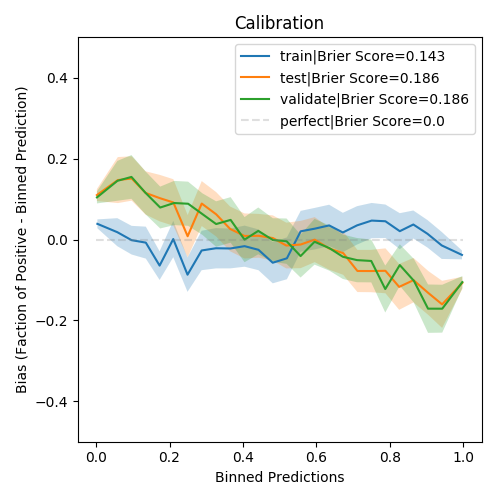 Calibration
train|Brier Score=0.143
test|Brier Score=0.186
validate|Brier Score=0.186
perfect|Brier Score=0.0
Bias (Faction of Positive - Binned Prediction)
0.4
0.2
0.0
−0.2
−0.4
0.0 0.2 0.4 0.6 0.8 1.0
Binned Predictions